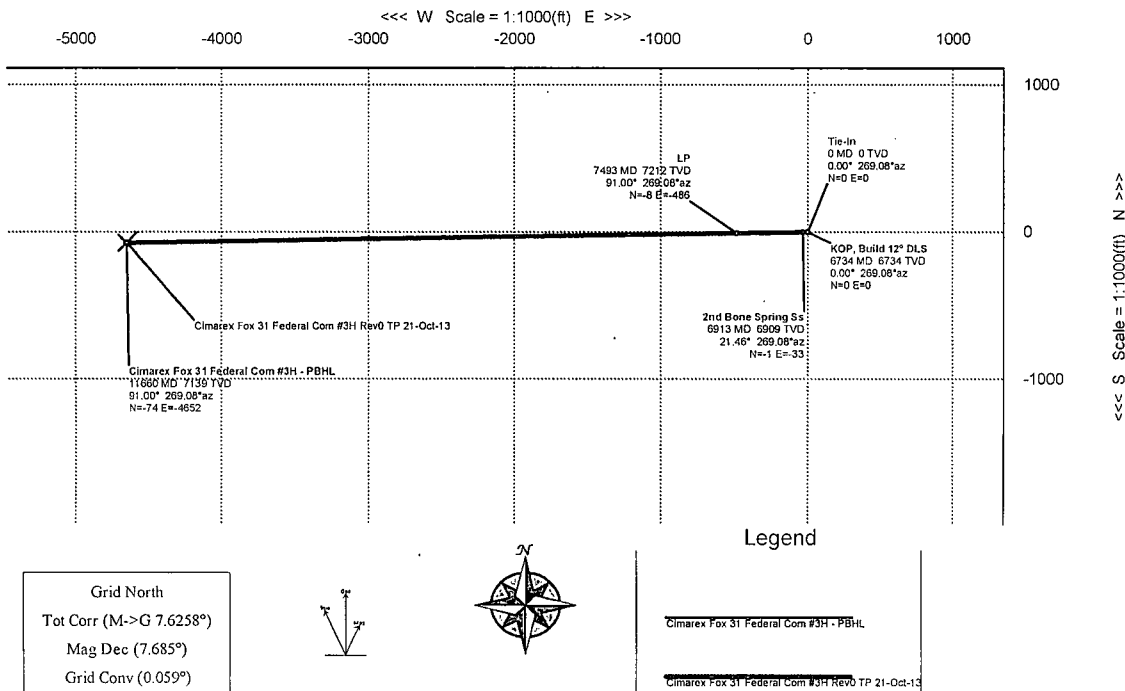 <<< W Scale = 1:1000(ft) E >>>
-5000 -4000 -3000 -2000 -1000 0 1000
1000
0
-1000
<<< S Scale = 1:1000(ft) N >>>
Tie-In
0 MD 0 TVD
0.00° 269.08°az
N=0 E=0
LP
7493 MD 7212 TVD
91.00° 269.08°az
N=-8 E=-486
KOP, Build 12° DLS
6734 MD 6734 TVD
0.00° 269.08°az
N=0 E=0
2nd Bone Spring Ss
6913 MD 6909 TVD
21.46° 269.08°az
N=-1 E=-33
Cimarex Fox 31 Federal Com #3H Rev0 TP 21-Oct-13
Cimarex Fox 31 Federal Com #3H - PBHL
11660 MD 7139 TVD
91.00° 269.08°az
N=-74 E=-4652
Grid North
Tot Corr (M->G 7.6258°)
Mag Dec (7.685°)
Grid Conv (0.059°)
N
Legend
Cimarex Fox 31 Federal Com #3H - PBHL
Cimarex Fox 31 Federal Com #3H Rev0 TP 21-Oct-13